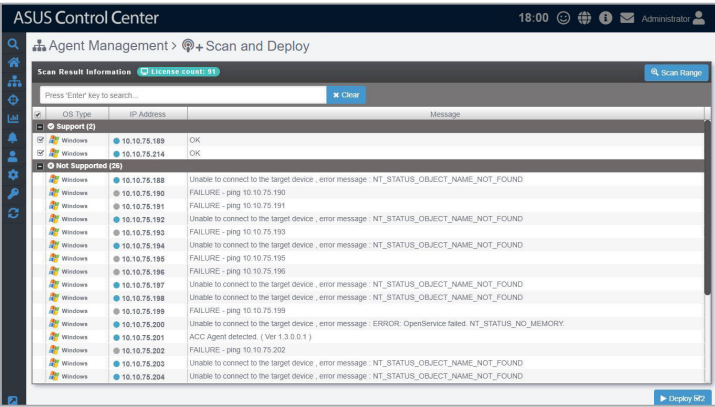 ASUS Control Center
18:00 Administrator
Agent Management > + Scan and Deploy
Scan Result Information License count: 91 Scan Range
Press 'Enter' key to search... Clear
OS Type IP Address Message
Support (2)
Windows 10.10.75.189 OK
Windows 10.10.75.214 OK
Not Supported (26)
Windows 10.10.75.188 Unable to connect to the target device , error message : NT_STATUS_OBJECT_NAME_NOT_FOUND
Windows 10.10.75.190 FAILURE - ping 10.10.75.190
Windows 10.10.75.191 FAILURE - ping 10.10.75.191
Windows 10.10.75.192 Unable to connect to the target device , error message : NT_STATUS_OBJECT_NAME_NOT_FOUND
Windows 10.10.75.193 FAILURE - ping 10.10.75.193
Windows 10.10.75.194 Unable to connect to the target device , error message : NT_STATUS_OBJECT_NAME_NOT_FOUND
Windows 10.10.75.195 FAILURE - ping 10.10.75.195
Windows 10.10.75.196 FAILURE - ping 10.10.75.196
Windows 10.10.75.197 Unable to connect to the target device , error message : NT_STATUS_OBJECT_NAME_NOT_FOUND
Windows 10.10.75.198 Unable to connect to the target device , error message : NT_STATUS_OBJECT_NAME_NOT_FOUND
Windows 10.10.75.199 FAILURE - ping 10.10.75.199
Windows 10.10.75.200 Unable to connect to the target device , error message : ERROR: OpenService failed. NT_STATUS_NO_MEMORY.
Windows 10.10.75.201 ACC Agent detected. ( Ver 1.3.0.0.1 )
Windows 10.10.75.202 FAILURE - ping 10.10.75.202
Windows 10.10.75.203 Unable to connect to the target device , error message : NT_STATUS_OBJECT_NAME_NOT_FOUND
Windows 10.10.75.204 Unable to connect to the target device , error message : NT_STATUS_OBJECT_NAME_NOT_FOUND
Deploy 2